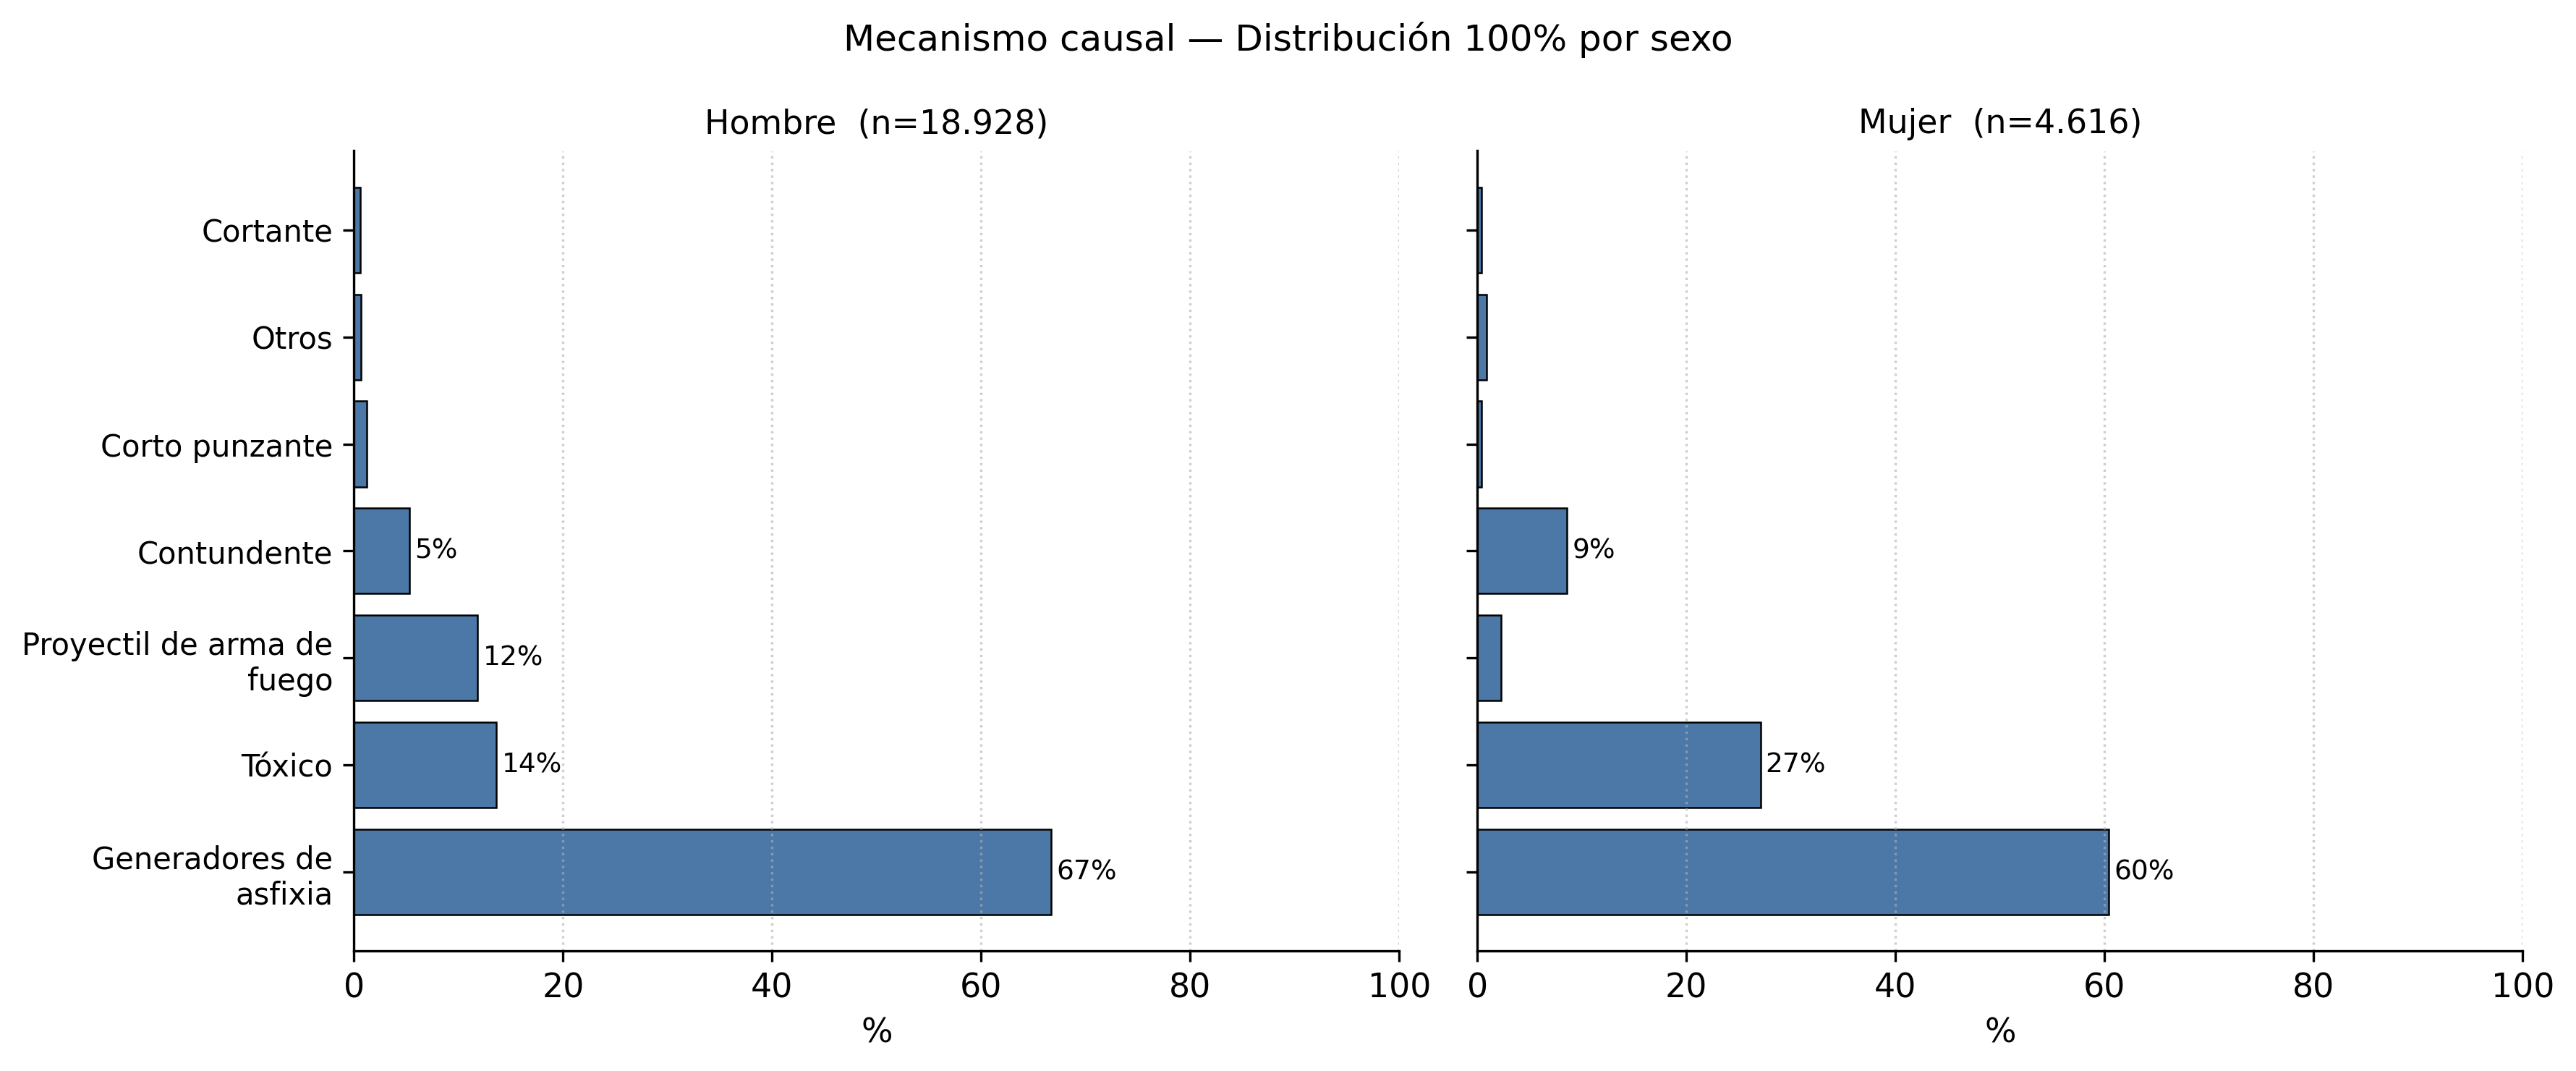 Mecanismo causal — Distribución 100% por sexo
Hombre (n=18.928)
Cortante
Otros
Corto punzante
Contundente
5%
Proyectil de arma de
fuego
12%
Tóxico
14%
Generadores de
asfixia
67%
0 20 40 60 80 100
%
Mujer (n=4.616)
9%
27%
60%
0 20 40 60 80 100
%